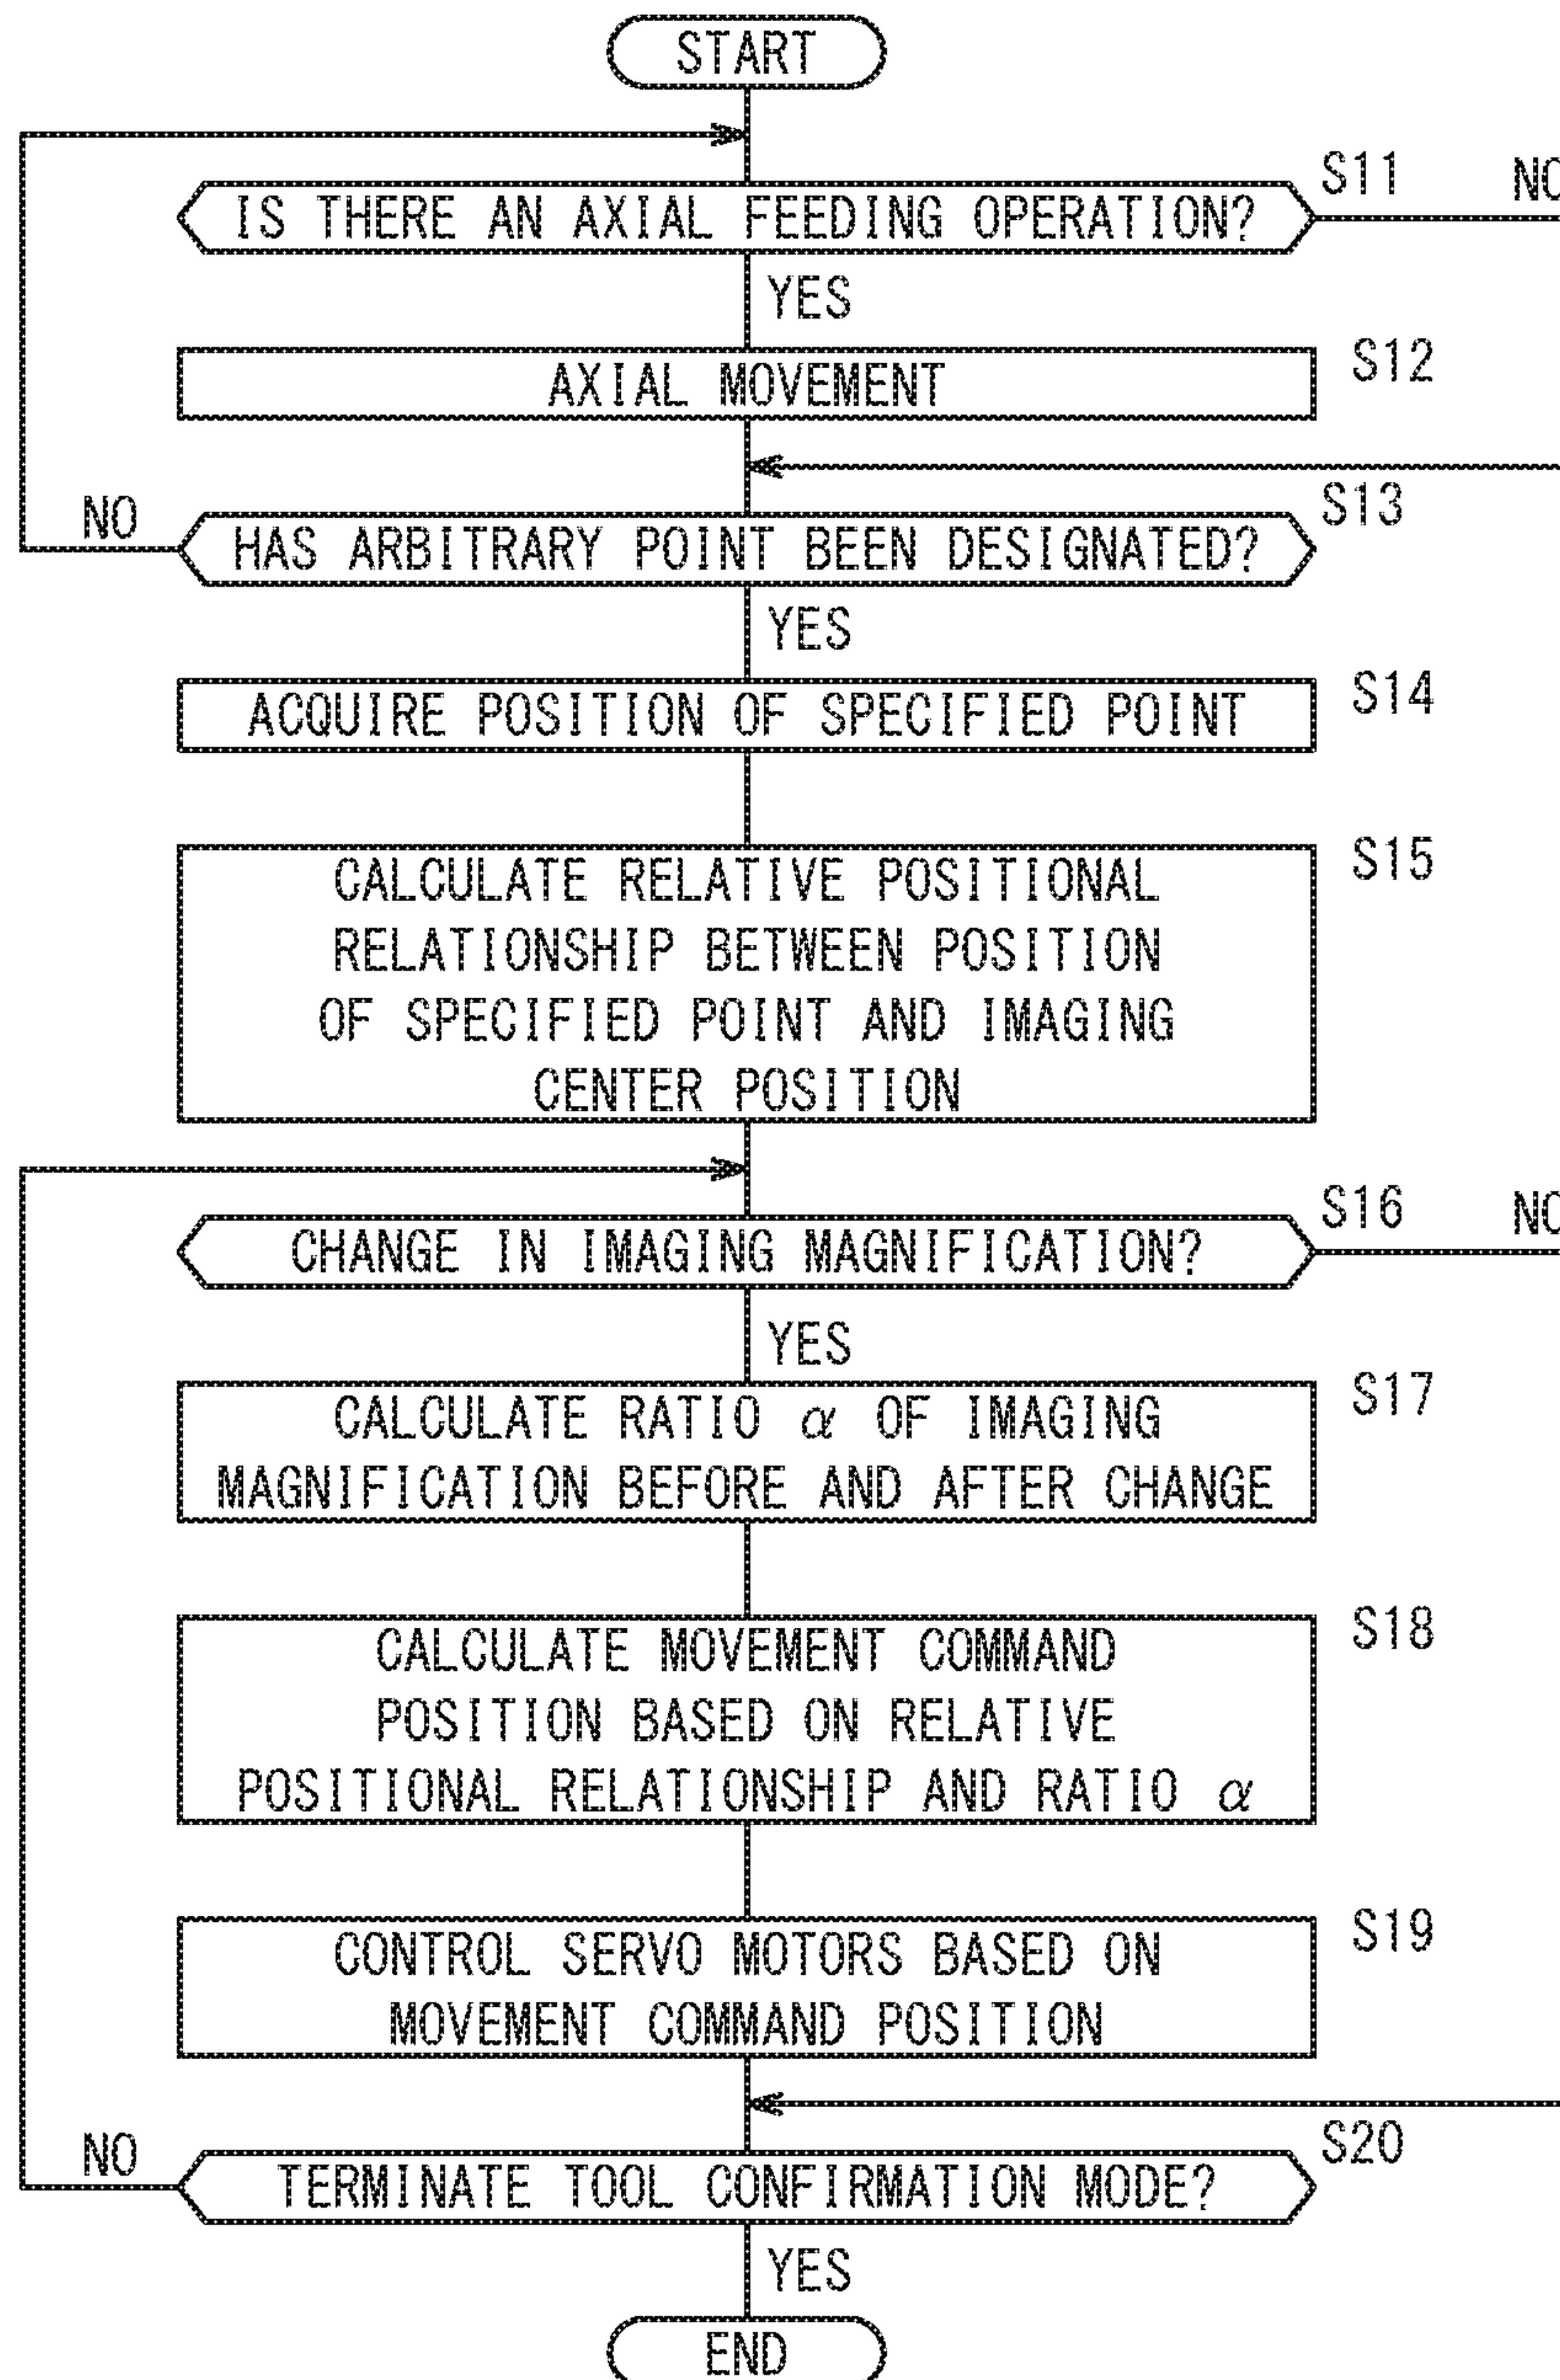 START
S11
NO
IS THERE AN AXIAL FEEDING OPERATION?
YES
S12
AXIAL MOVEMENT
S13
NO
HAS ARBITRARY POINT BEEN DESIGNATED?
YES
S14
ACQUIRE POSITION OF SPECIFIED POINT
S15
CALCULATE RELATIVE POSITIONAL
RELATIONSHIP BETWEEN POSITION
OF SPECIFIED POINT AND IMAGING
CENTER POSITION
S16
NO
CHANGE IN IMAGING MAGNIFICATION?
YES
S17
CALCULATE RATIO α OF IMAGING
MAGNIFICATION BEFORE AND AFTER CHANGE
S18
CALCULATE MOVEMENT COMMAND
POSITION BASED ON RELATIVE
POSITIONAL RELATIONSHIP AND RATIO α
S19
CONTROL SERVO MOTORS BASED ON
MOVEMENT COMMAND POSITION
S20
NO
TERMINATE TOOL CONFIRMATION MODE?
YES
END